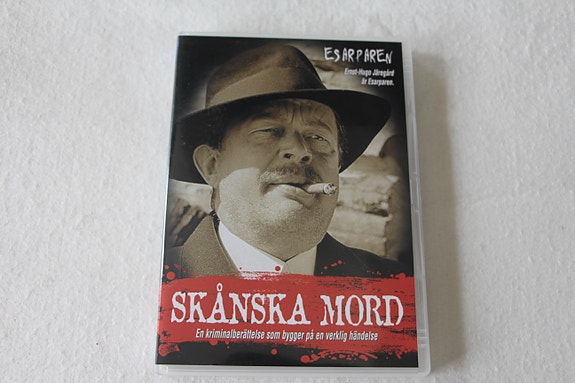 ESARPAREN
Ernst-Hugo Järegård
är Esarparen.
SKÅNSKA MORD
En kriminalberättelse som bygger på en verklig händelse